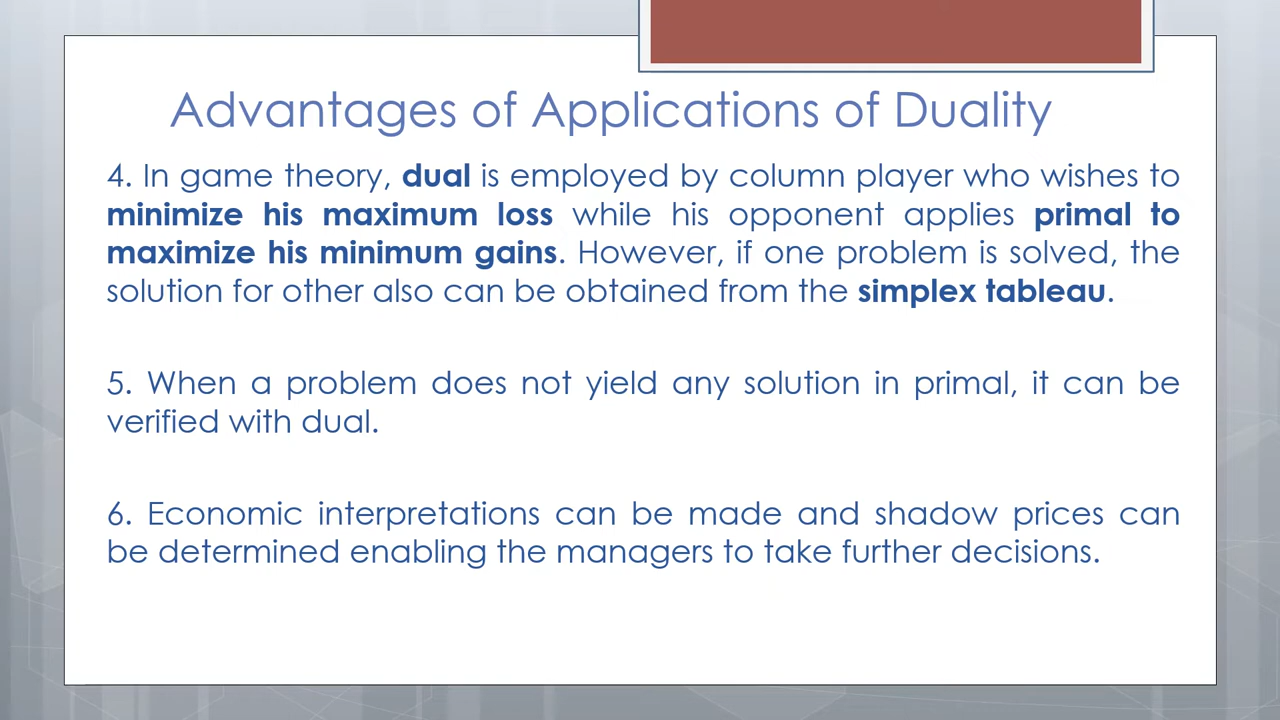 Advantages of Applications of Duality
4. In game theory, dual is employed by column player who wishes to
minimize his maximum loss while his opponent applies primal to
maximize his minimum gains. However, if one problem is solved, the
solution for other also can be obtained from the simplex tableau.
5. When a problem does not yield any solution in primal, it can be
verified with dual.
6. Economic interpretations can be made and shadow prices can
be determined enabling the managers to take further decisions.